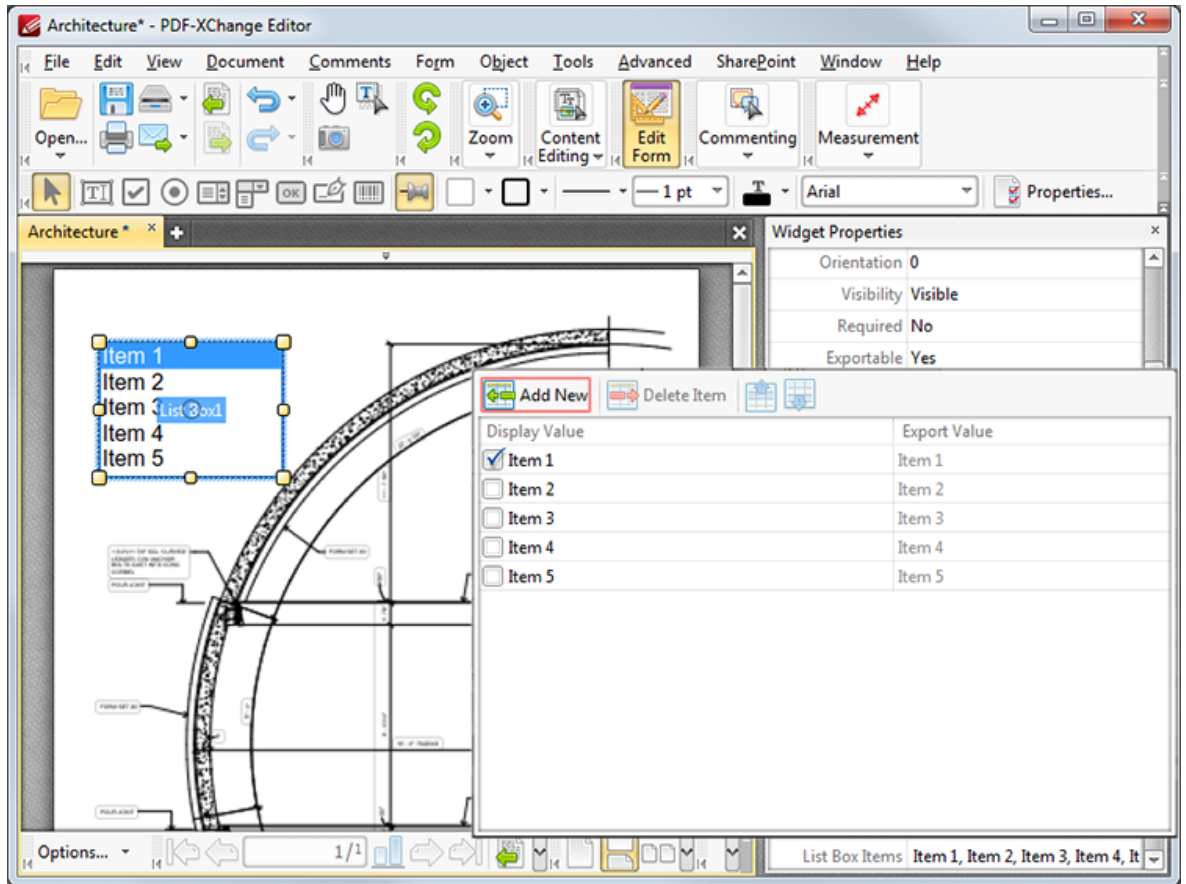 Architecture* - PDF-XChange Editor
File Edit View Document Comments Form Object Tools Advanced SharePoint Window Help
Open...
Zoom
Content Editing
Edit Form
Commenting
Measurement
OK
1 pt
T
Arial
Properties...
Architecture *
Widget Properties
Orientation 0
Visibility Visible
Required No
Exportable Yes
Item 1
Item 2
Item 3
List Box1
Item 4
Item 5
Add New
Delete Item
Display Value Export Value
Item 1 Item 1
Item 2 Item 2
Item 3 Item 3
Item 4 Item 4
Item 5 Item 5
Options...
1/1
List Box Items Item 1, Item 2, Item 3, Item 4, It